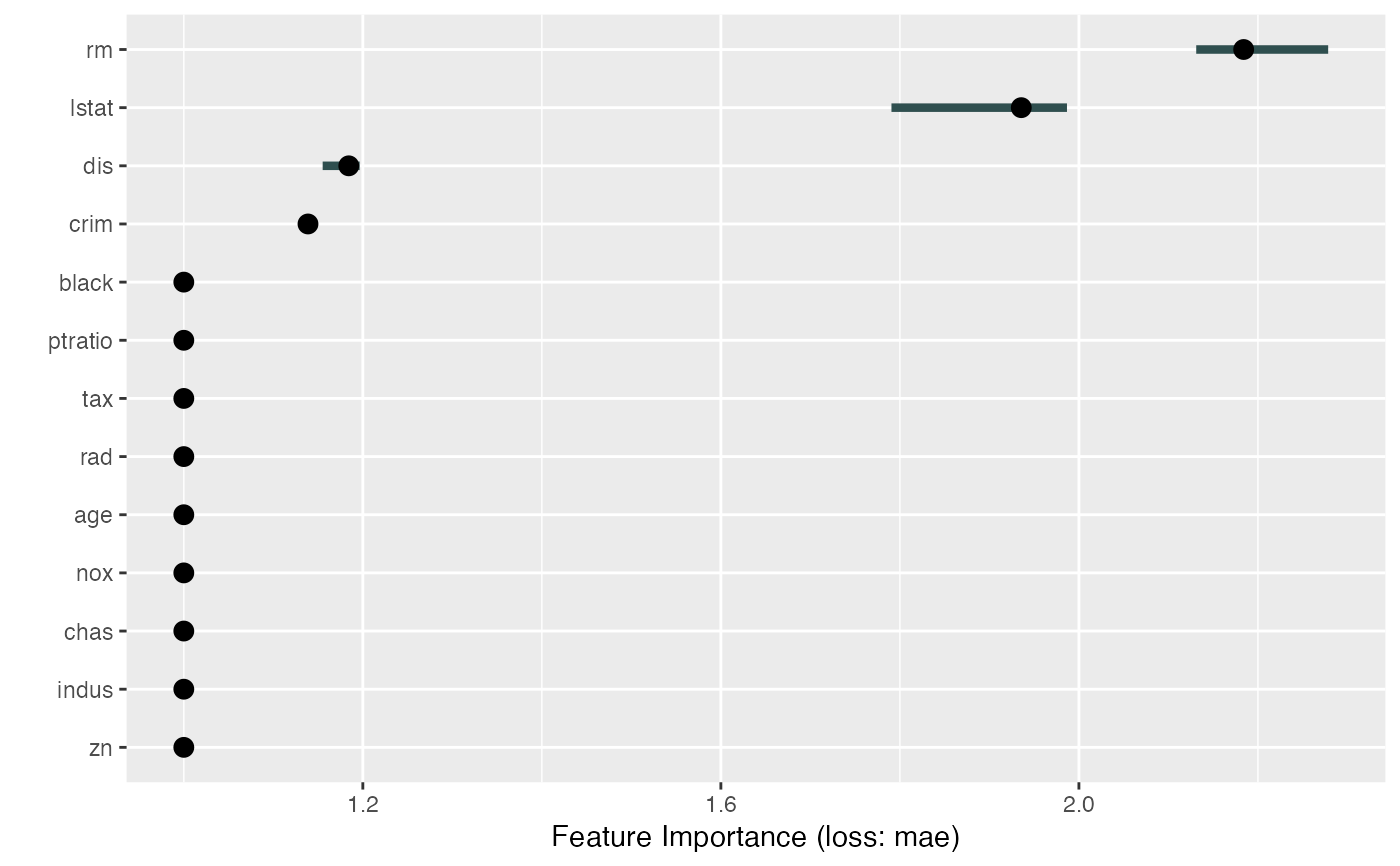 rm
lstat
dis
crim
black
ptratio
tax
rad
age
nox
chas
indus
zn
1.2 1.6 2.0
Feature Importance (loss: mae)